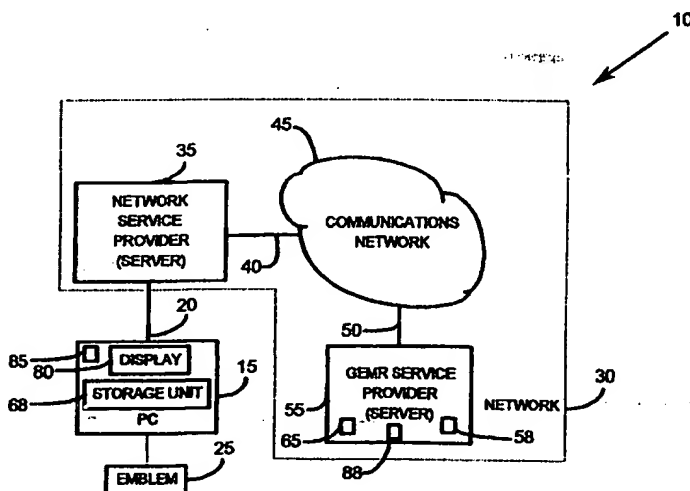 10
45
35
NETWORK
SERVICE
PROVIDER
(SERVER)
COMMUNICATIONS
NETWORK
40
20
50
85
DISPLAY
80
15
STORAGE UNIT
68
PC
GEMR SERVICE
PROVIDER
(SERVER)
55
NETWORK
30
65
58
88
25
EMBLEM